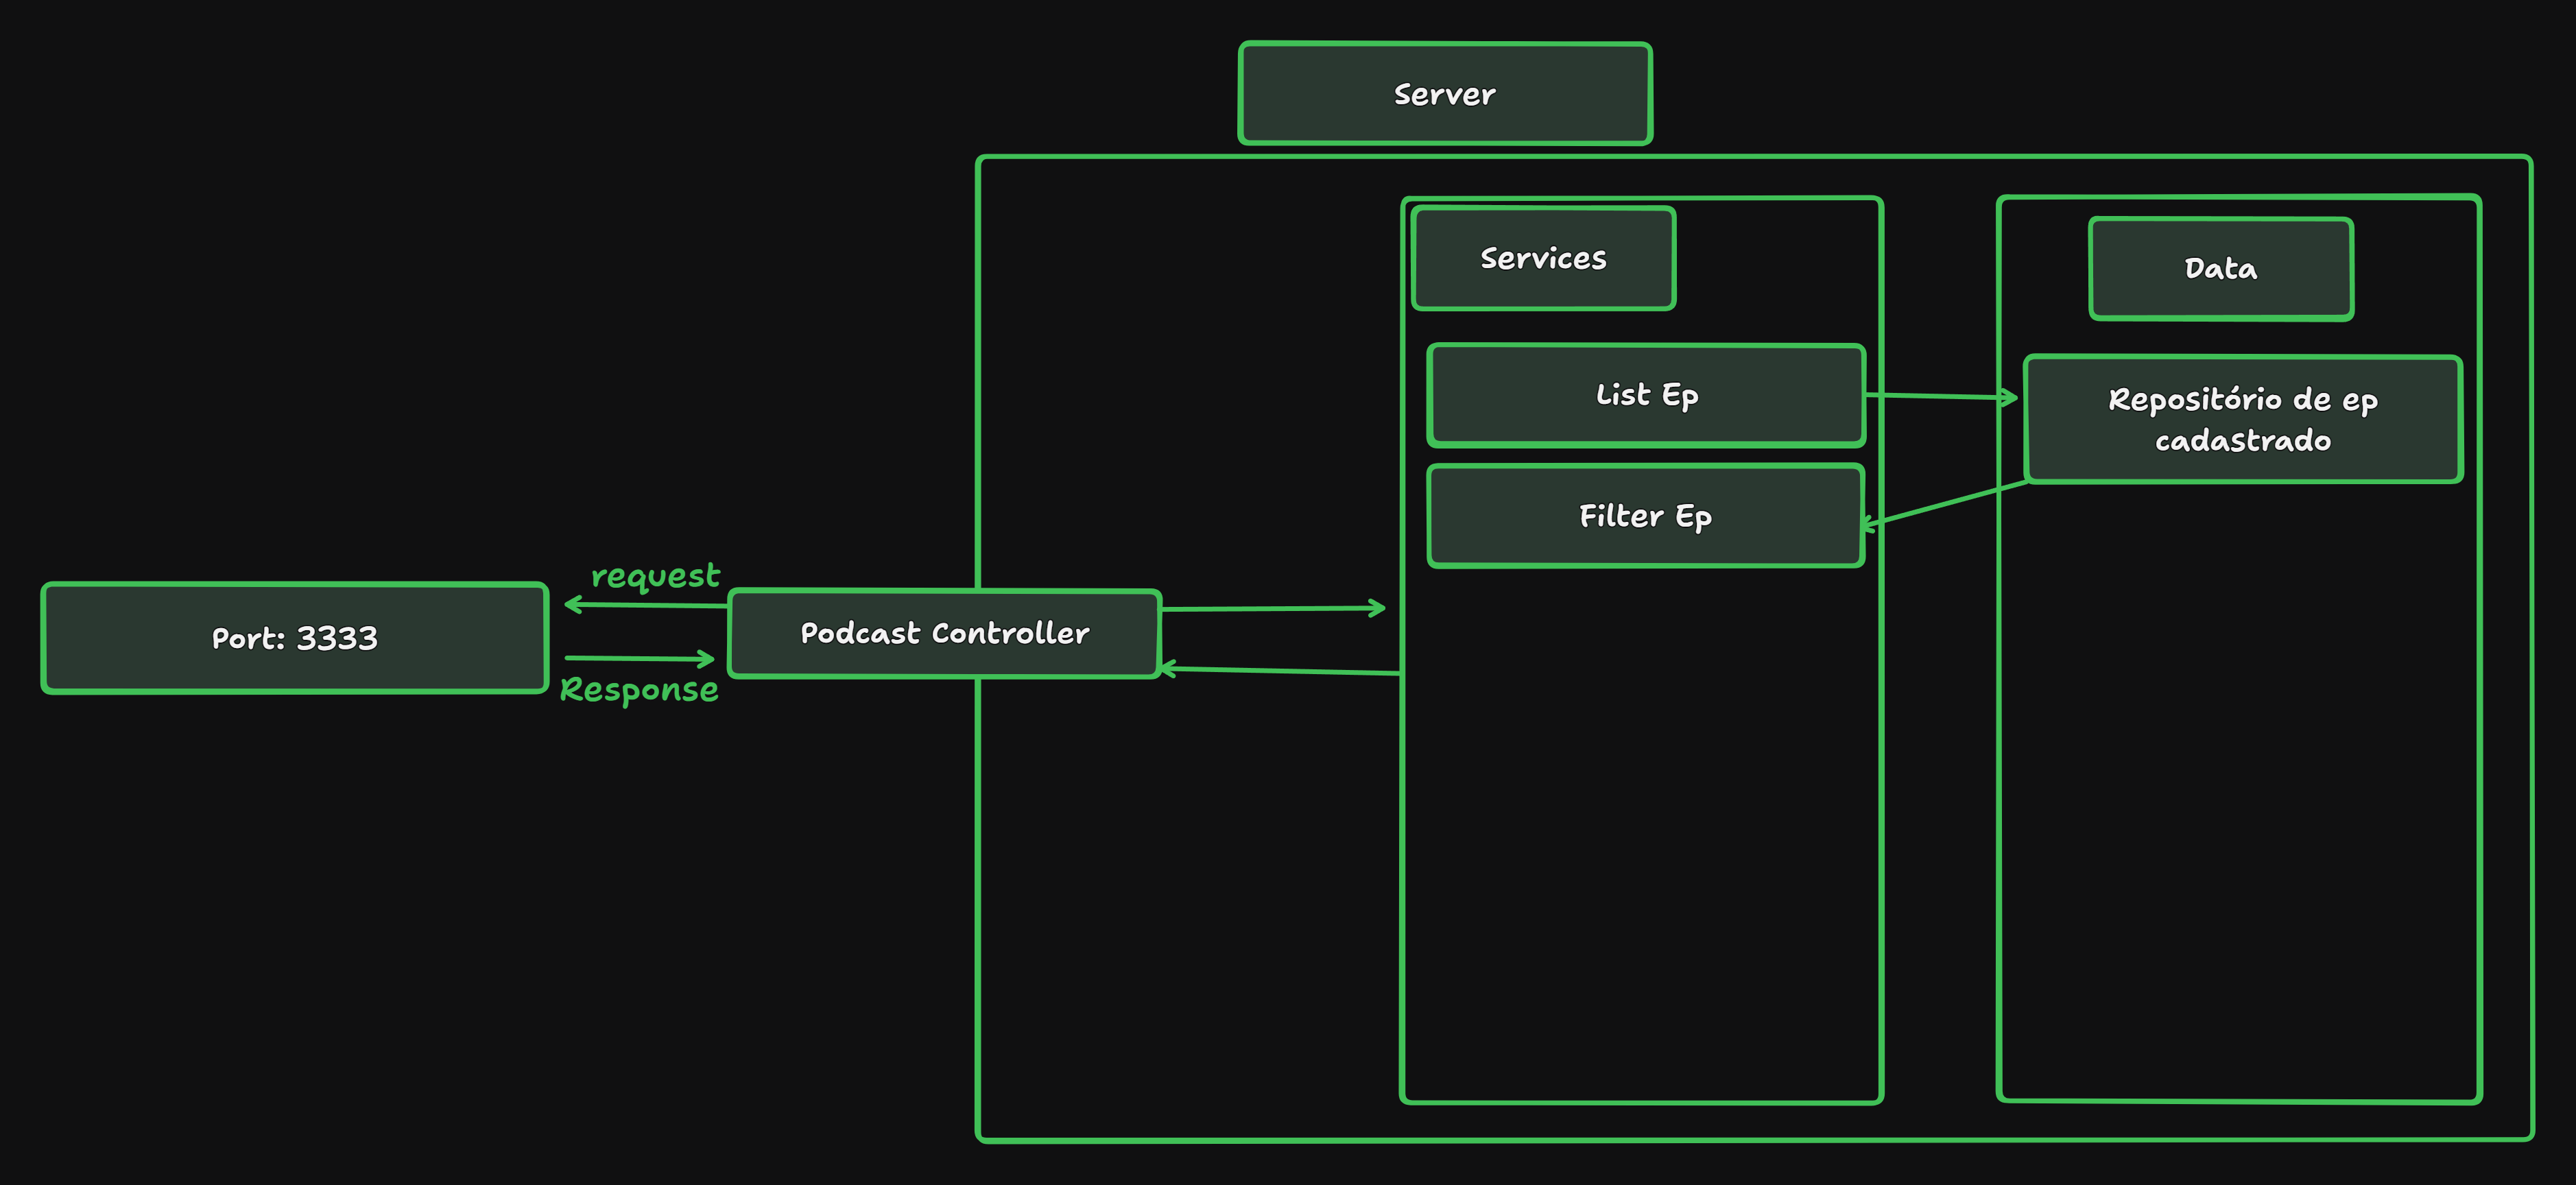 Server
Services
Data
List Ep
Repositório de ep
cadastrado
Filter Ep
request
Port: 3333
Podcast Controller
Response